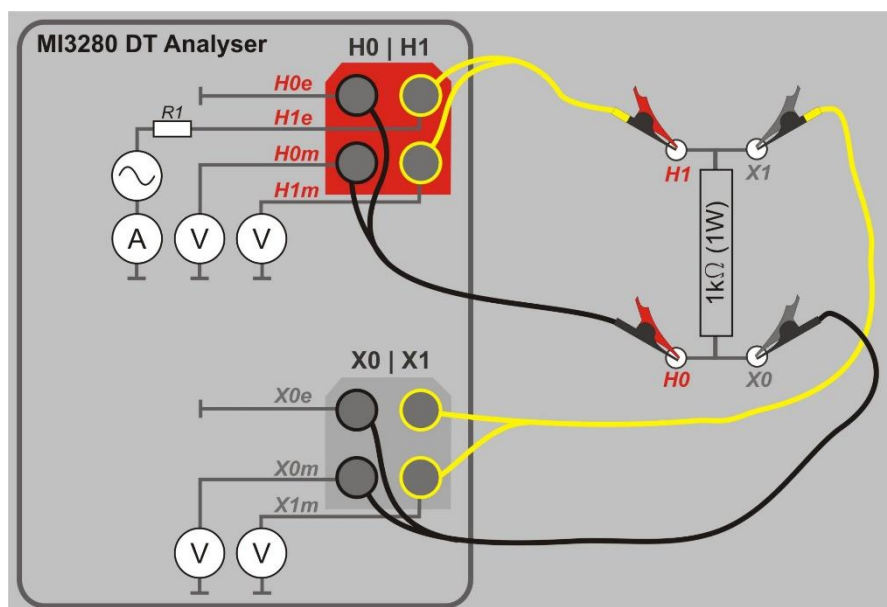 MI3280 DT Analyser
H0 | H1
H0e
R1
H1e
H0m
H1m
A
V
V
H1
X1
1kΩ (1W)
H0
X0
X0 | X1
X0e
X0m
X1m
V
V